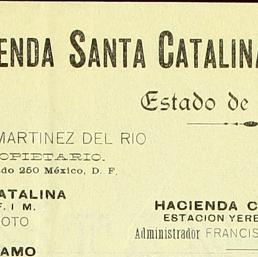 ENDA SANTA CATALINA
Estado de
MARTINEZ DEL RIO
OPIETARIO.
do 250 México, D. F.
ATALINA
F. I M.
OTO
AMO
HACIENDA C
ESTACION YERE
Administrador FRANCIS